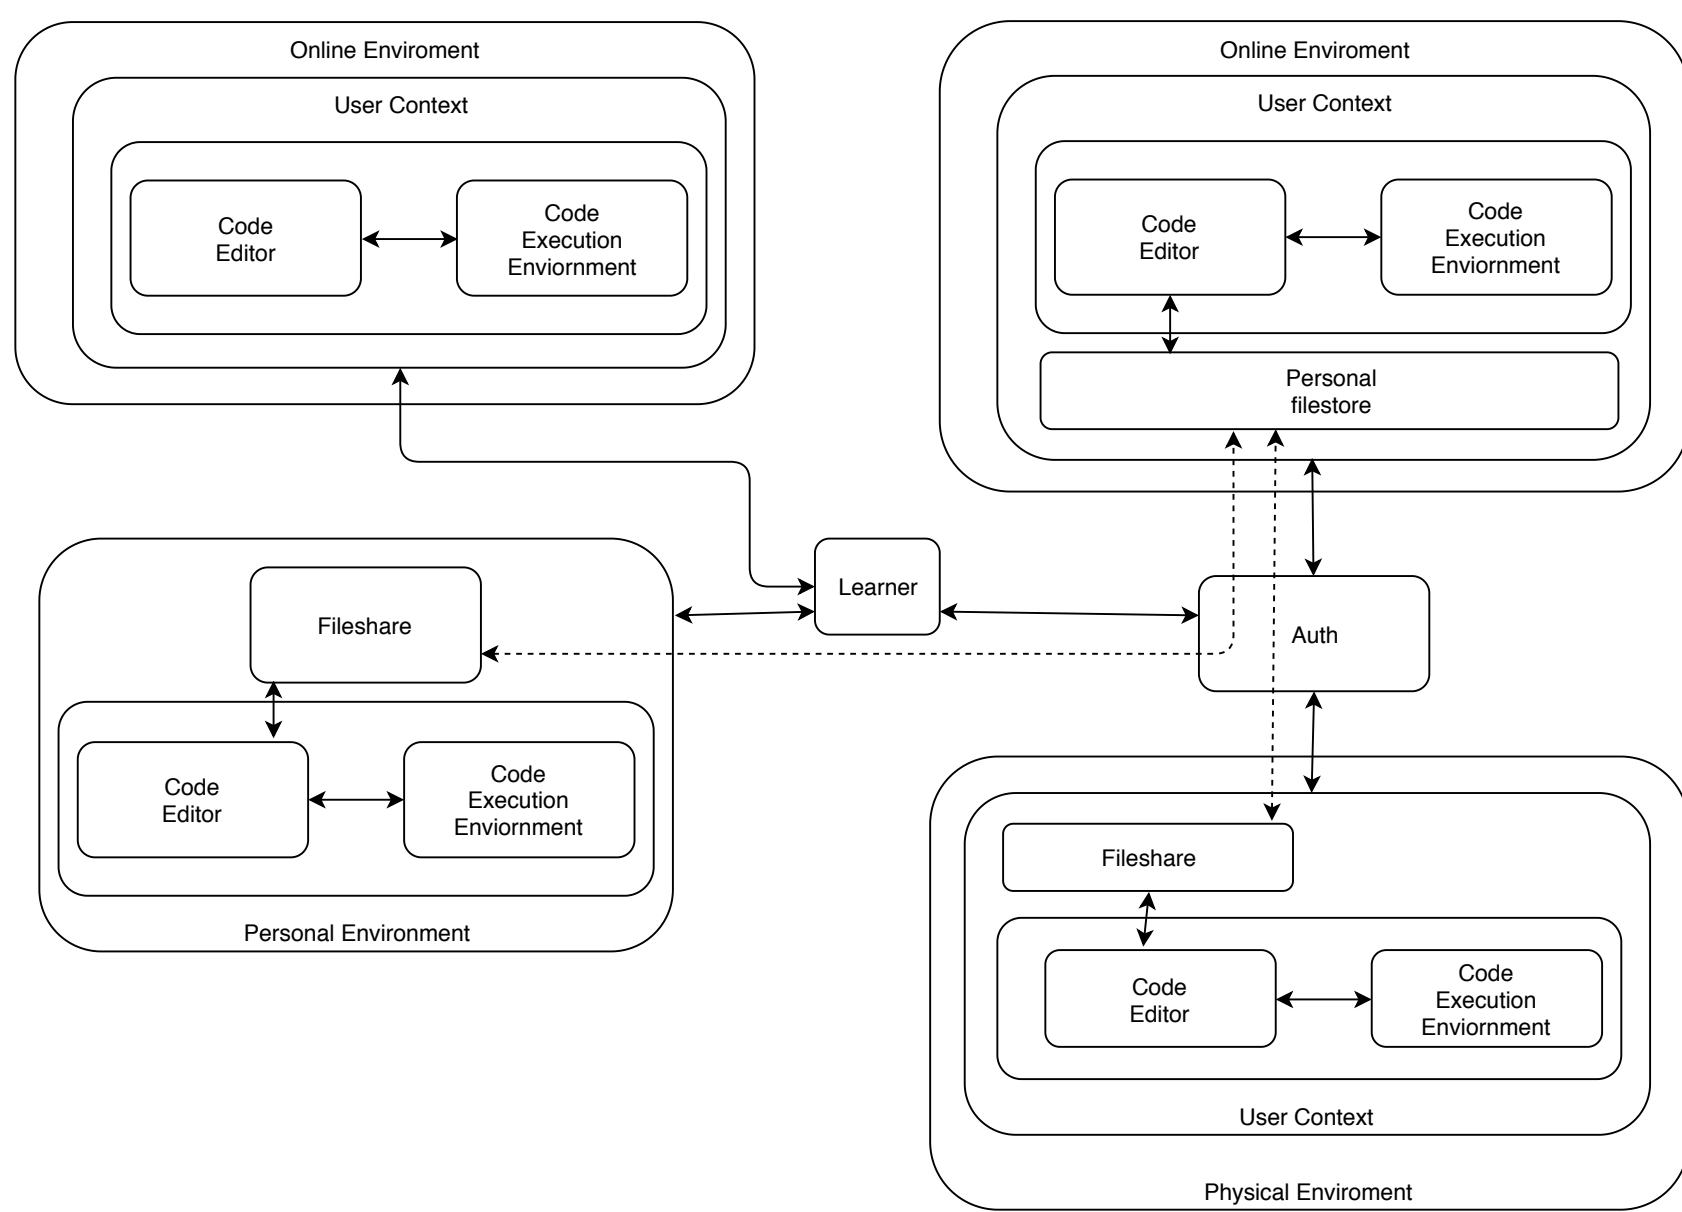 Online Enviroment
User Context
Code
Editor
Code
Execution
Enviornment
Online Enviroment
User Context
Code
Editor
Code
Execution
Enviornment
Personal
filestore
Learner
Auth
Fileshare
Code
Editor
Code
Execution
Enviornment
Personal Environment
Fileshare
Code
Editor
Code
Execution
Enviornment
User Context
Physical Enviroment